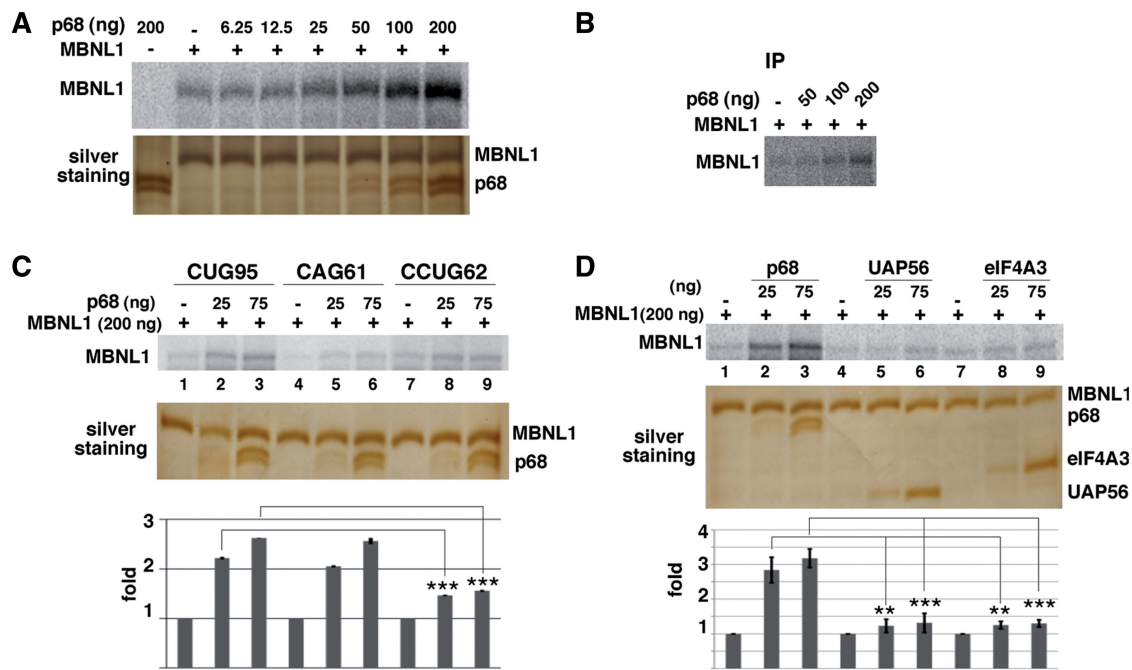 A
p68 (ng) 200 - 6.25 12.5 25 50 100 200
MBNL1 - + + + + + + +
MBNL1
silver staining
MBNL1
p68
B
IP
p68 (ng) - 50 100 200
MBNL1 + + + +
MBNL1
C
CUG95 CAG61 CCUG62
p68 (ng) - 25 75 - 25 75 - 25 75
MBNL1 (200 ng) + + + + + + + + +
MBNL1
1 2 3 4 5 6 7 8 9
silver staining
MBNL1
p68
fold
3
2
1
*** ***
D
p68 UAP56 eIF4A3
(ng) - 25 75 - 25 75 - 25 75
MBNL1(200 ng) + + + + + + + + +
MBNL1
1 2 3 4 5 6 7 8 9
silver staining
MBNL1
p68
eIF4A3
UAP56
fold
4
3
2
1
** *** ** ***